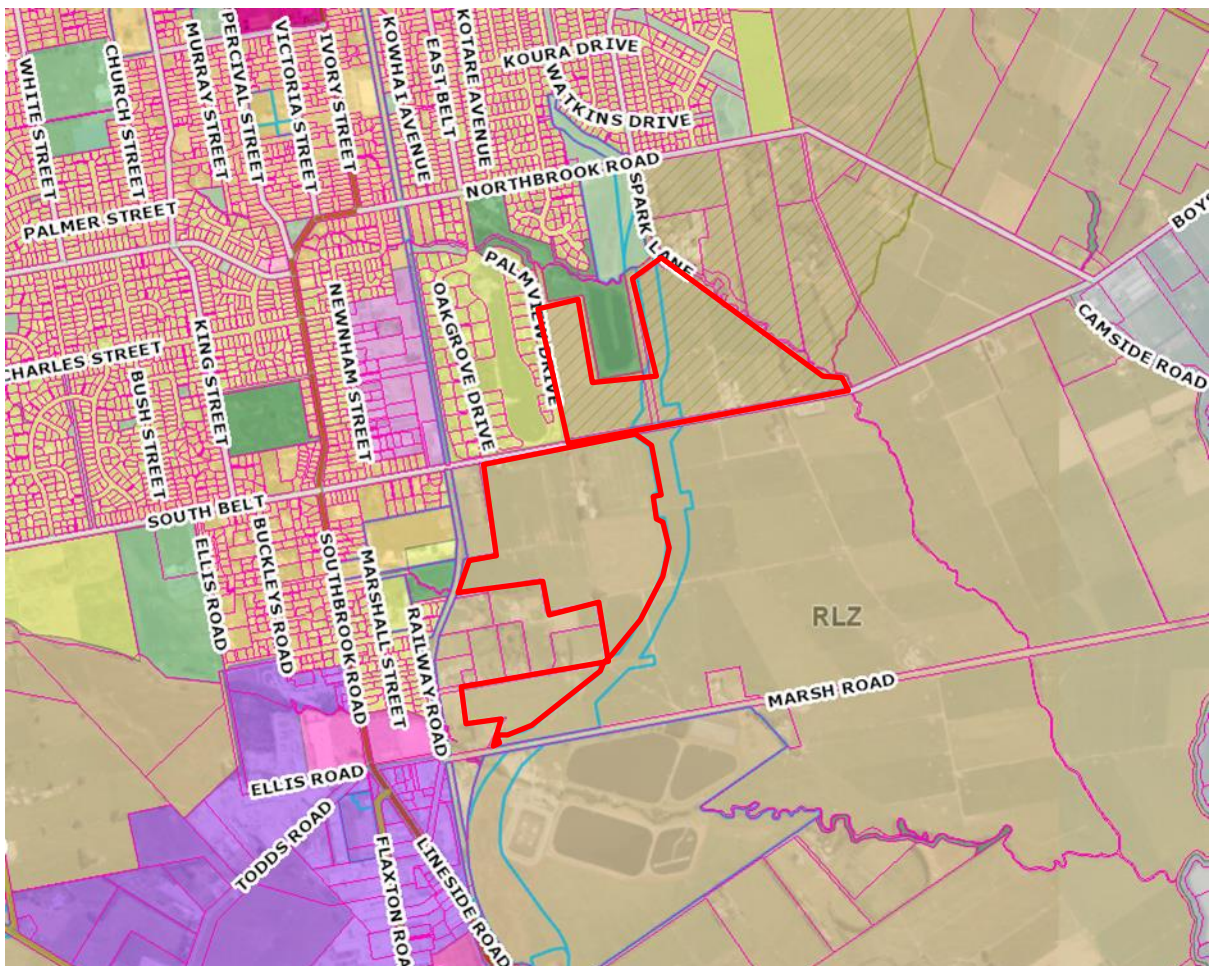 WHITE STREET
CHURCH STREET
MURRAY STREET
PERCIVAL STREET
VICTORIA STREET
IVORY STREET
KOWHAI AVENUE
EAST BELT
KOTARE AVENUE
KOURA DRIVE
WATKINS DRIVE
NORTHBROOK ROAD
SPARK LANE
PALMER STREET
BOYS
PALM VIEW DRIVE
OAKGROVE DRIVE
NEWNHAM STREET
KING STREET
CHARLES STREET
BUSH STREET
CAMSIDE ROAD
SOUTH BELT
ELLIS ROAD
BUCKLEYS ROAD
SOUTHBROOK ROAD
MARSHALL STREET
RAILWAY ROAD
RLZ
MARSH ROAD
ELLIS ROAD
TODDS ROAD
FLAXTON ROA
LINESIDE ROAD